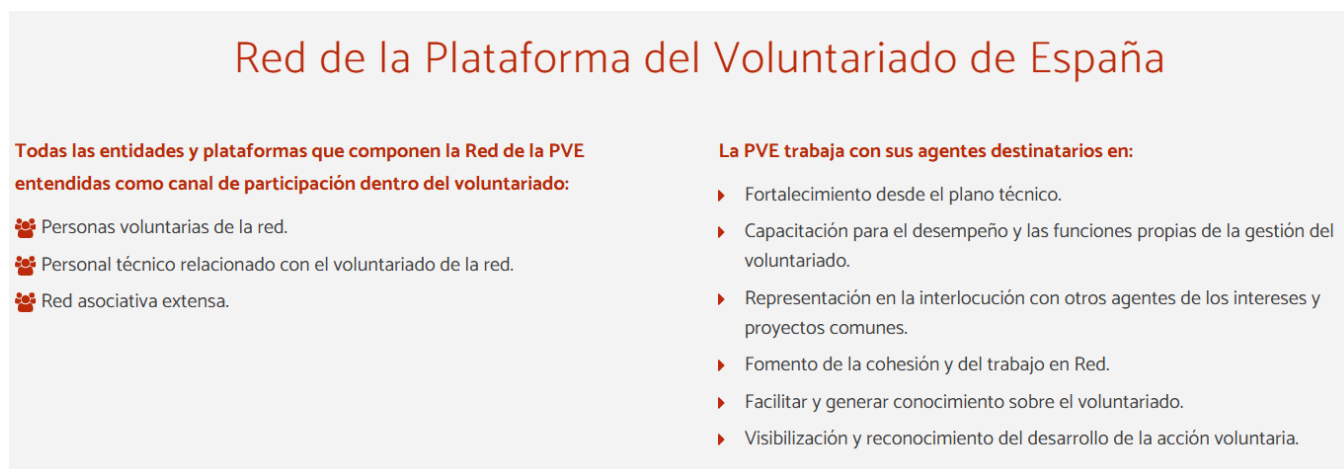 Red de la Plataforma del Voluntariado de España
Todas las entidades y plataformas que componen la Red de la PVE
entendidas como canal de participación dentro del voluntariado:
Personas voluntarias de la red.
Personal técnico relacionado con el voluntariado de la red.
Red asociativa extensa.
La PVE trabaja con sus agentes destinatarios en:
Fortalecimiento desde el plano técnico.
Capacitación para el desempeño y las funciones propias de la gestión del
voluntariado.
Representación en la interlocución con otros agentes de los intereses y
proyectos comunes.
Fomento de la cohesión y del trabajo en Red.
Facilitar y generar conocimiento sobre el voluntariado.
Visibilización y reconocimiento del desarrollo de la acción voluntaria.